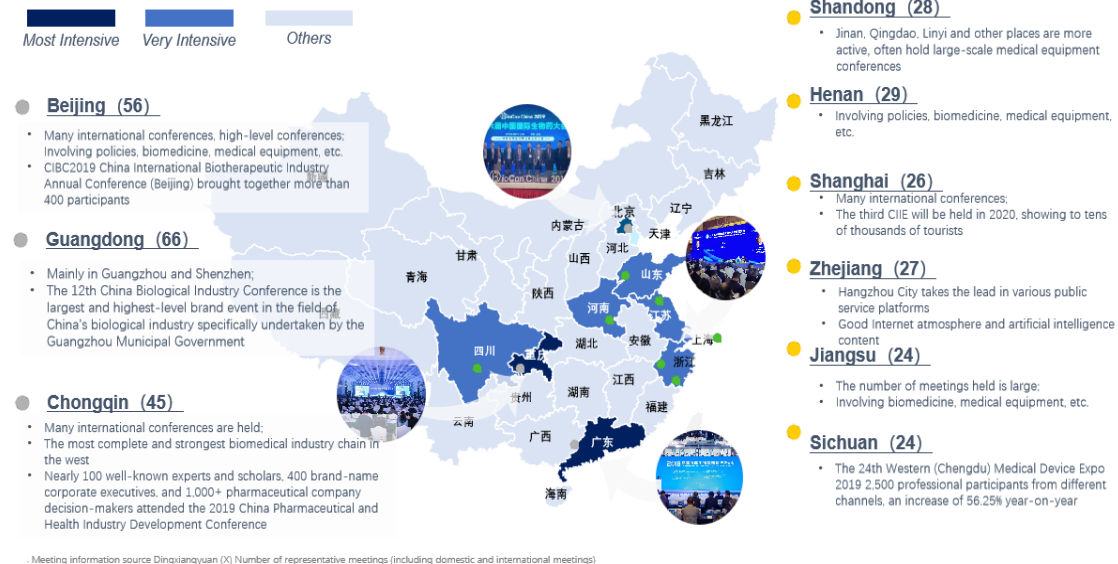 Most Intensive
Very Intensive
Others
Beijing (56)
• Many international conferences, high-level conferences;
Involving policies, biomedicine, medical equipment, etc.
• CIBC2019 China International Biotherapeutic Industry
Annual Conference (Beijing) brought together more than
400 participants
Guangdong (66)
• Mainly in Guangzhou and Shenzhen;
• The 12th China Biological Industry Conference is the
largest and highest-level brand event in the field of
China's biological industry specifically undertaken by the
Guangzhou Municipal Government
Chongqin (45)
• Many international conferences are held;
• The most complete and strongest biomedical industry chain in
the west
• Nearly 100 well-known experts and scholars, 400 brand-name
corporate executives, and 1,000+ pharmaceutical company
decision-makers attended the 2019 China Pharmaceutical and
Health Industry Development Conference
黑龙江
吉林
辽宁
北京
内蒙古
天津
河北
山西
新疆
甘肃
青海
山东
陕西
河南
江苏
西藏
安徽
上海
湖北
四川
重庆
浙江
江西
湖南
贵州
福建
云南
广西
广东
海南
Shandong (28)
• Jinan, Qingdao, Linyi and other places are more
active, often hold large-scale medical equipment
conferences
Henan (29)
• Involving policies, biomedicine, medical equipment,
etc.
Shanghai (26)
• Many international conferences;
• The third CIIE will be held in 2020, showing to tens
of thousands of tourists
Zhejiang (27)
• Hangzhou City takes the lead in various public
service platforms
• Good Internet atmosphere and artificial intelligence
content
Jiangsu (24)
• The number of meetings held is large;
• Involving biomedicine, medical equipment, etc.
Sichuan (24)
• The 24th Western (Chengdu) Medical Device Expo
2019 2,500 professional participants from different
channels, an increase of 56.25% year-on-year
. Meeting information source Dingxiangyuan (X) Number of representative meetings (including domestic and international meetings)